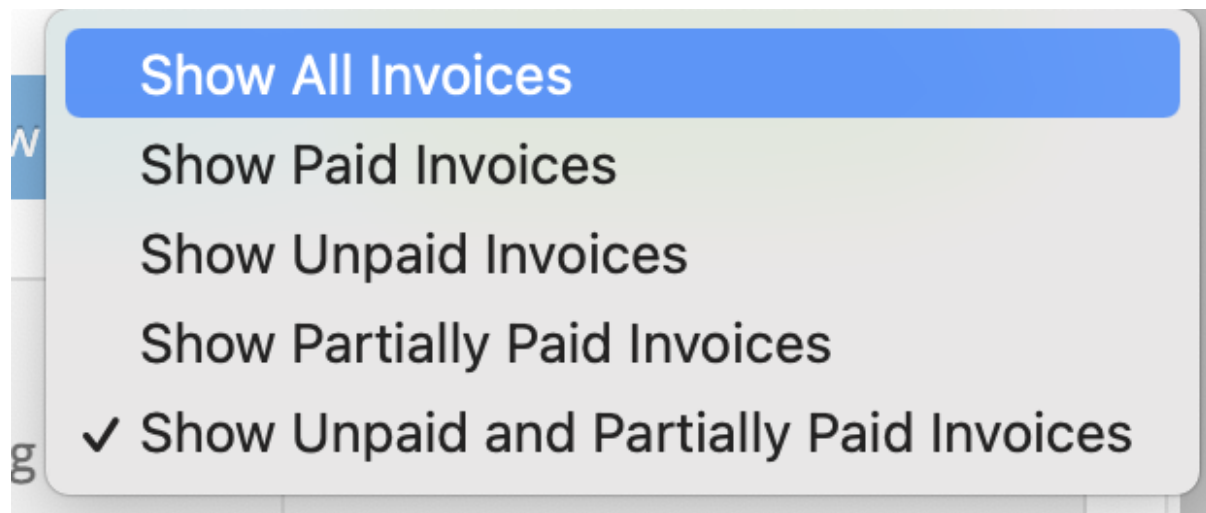 Show All Invoices
Show Paid Invoices
Show Unpaid Invoices
Show Partially Paid Invoices
✓ Show Unpaid and Partially Paid Invoices